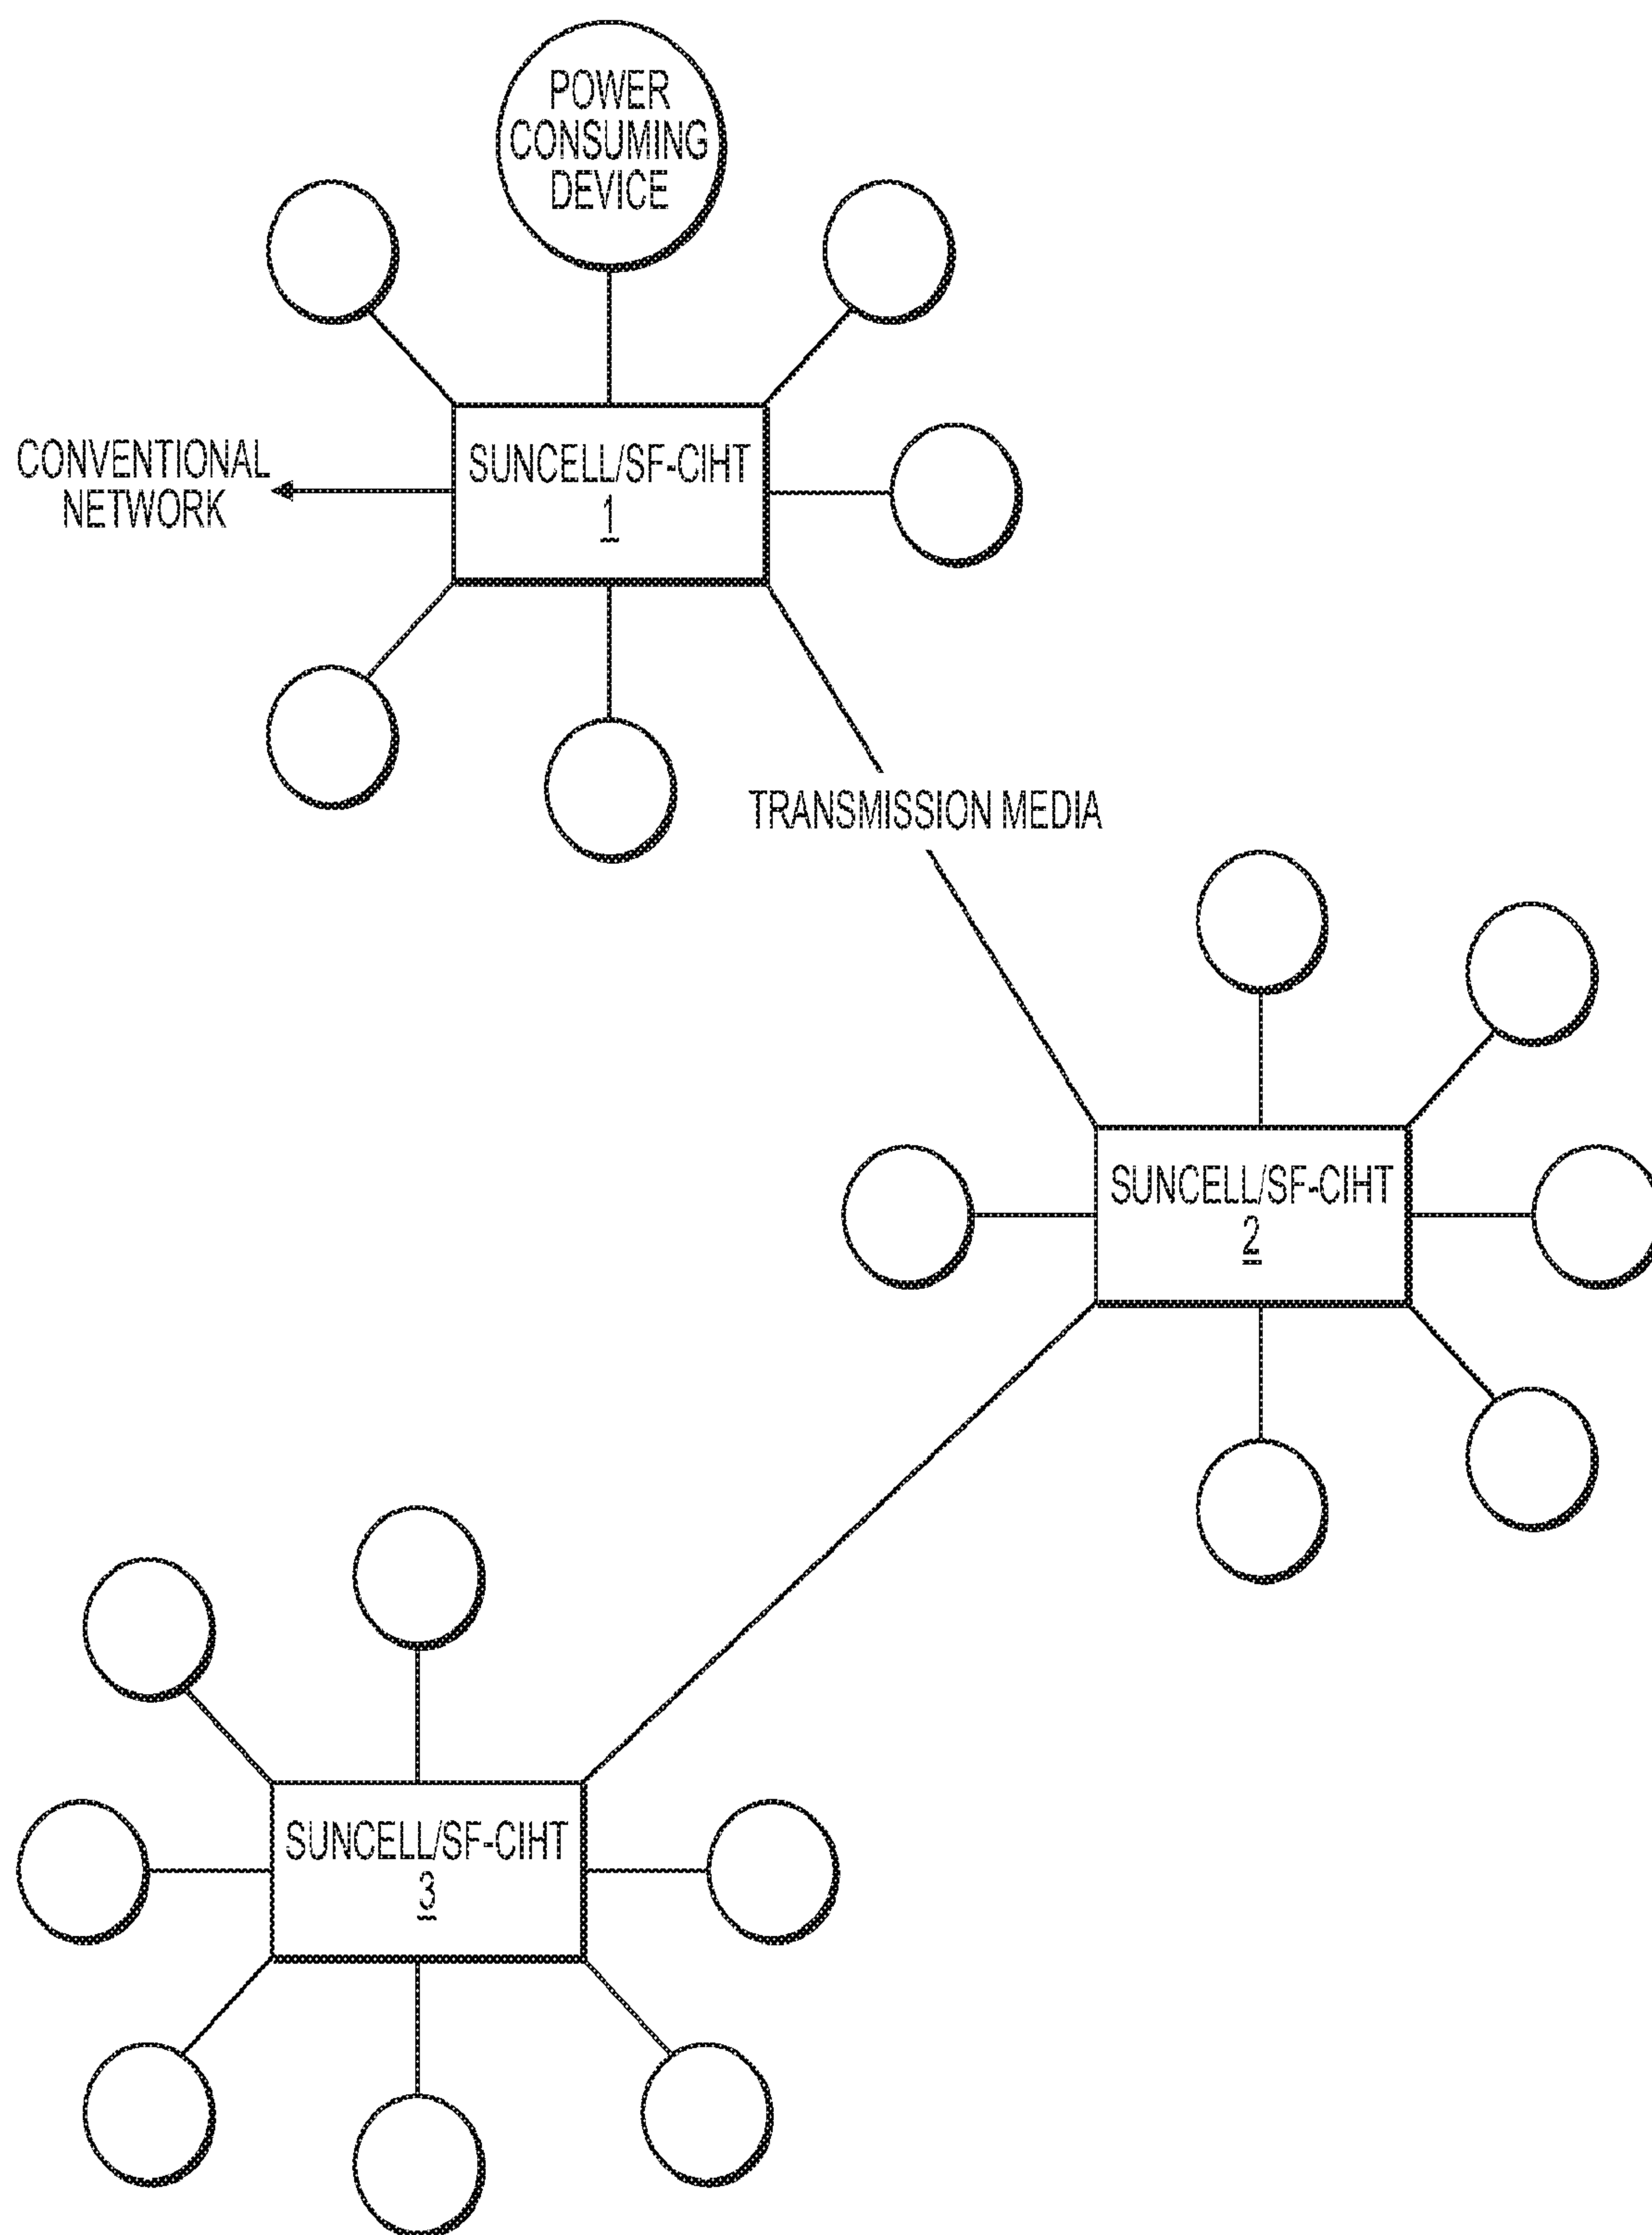 POWER
CONSUMING
DEVICE
CONVENTIONAL
NETWORK
SUNCELL/SF-CIHT
1
TRANSMISSION MEDIA
SUNCELL/SF-CIHT
2
SUNCELL/SF-CIHT
3